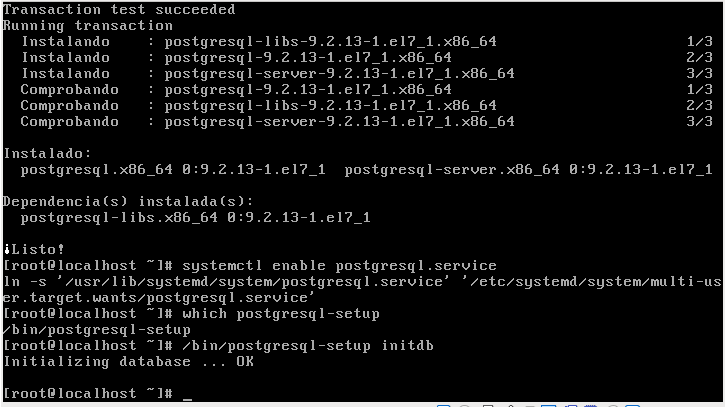 Transaction test succeeded
Running transaction
  Instalando    : postgresql-libs-9.2.13-1.el7_1.x86_64                     1/3
  Instalando    : postgresql-9.2.13-1.el7_1.x86_64                          2/3
  Instalando    : postgresql-server-9.2.13-1.el7_1.x86_64                   3/3
  Comprobando   : postgresql-9.2.13-1.el7_1.x86_64                          1/3
  Comprobando   : postgresql-libs-9.2.13-1.el7_1.x86_64                     2/3
  Comprobando   : postgresql-server-9.2.13-1.el7_1.x86_64                   3/3
Instalado:
  postgresql.x86_64 0:9.2.13-1.el7_1  postgresql-server.x86_64 0:9.2.13-1.el7_1
Dependencia(s) instalada(s):
  postgresql-libs.x86_64 0:9.2.13-1.el7_1
¡Listo!
[root@localhost ~]# systemctl enable postgresql.service
ln -s '/usr/lib/systemd/system/postgresql.service' '/etc/systemd/system/multi-us
er.target.wants/postgresql.service'
[root@localhost ~]# which postgresql-setup
/bin/postgresql-setup
[root@localhost ~]# /bin/postgresql-setup initdb
Initializing database ... OK
[root@localhost ~]# _